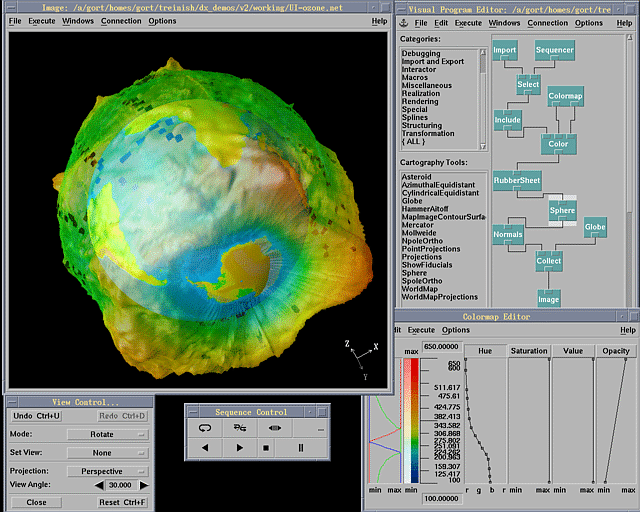 Image: /a/gort/homes/gort/treinish/dx_demos/v2/working/UI-ozone.net
File Execute Windows Connection Options Help
Visual Program Editor: /a/gort/homes/gort/tre
File Edit Execute Windows Connection Options Help
Categories:
Debugging
Import and Export
Interactor
Macros
Miscellaneous
Realization
Rendering
Special
Splines
Structuring
Transformation
( ALL )
Cartography Tools:
Asteroid
AzimuthalEquidistant
CylindricalEquidistant
Globe
HammerAitoff
MapImageContourSurfa
Mercator
Mollweide
NpoleOrtho
PointProjections
Projections
ShowFiducials
Sphere
SpoleOrtho
WorldMap
WorldMapProjections
Import Sequencer
Select
Colormap
Include
Color
RubberSheet
Sphere
Globe
Normals
Collect
Image
Z X
Y
View Control...
Undo Ctrl+U Redo Ctrl+D
Mode: Rotate
Set View: None
Projection: Perspective
View Angle: 30.000
Close Reset Ctrl+F
Sequence Control
...
Colormap Editor
dit Execute Options Help
max 650.00000 Hue Saturation Value Opacity
650
600
511.617
475.61
424.775
413.453
343.582
306.868
275.802
251.091
224.262
200.963
159.307
125.417
100
min max min 100.00000 r g b r min max min max min max